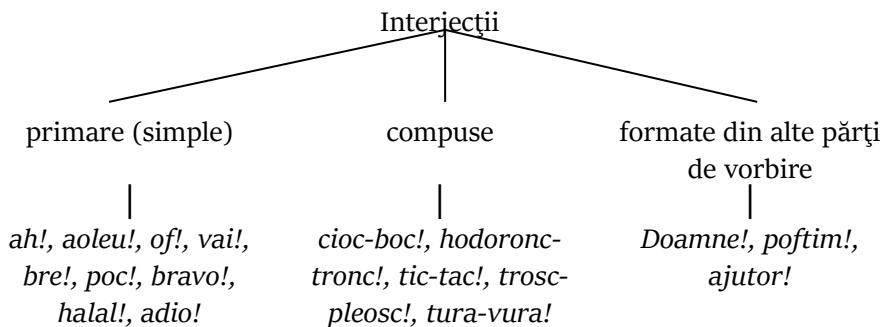 Interjecţii
primare (simple)
compuse
formate din alte părţi
de vorbire
ah!, aoleu!, of!, vai!,
bre!, poc!, bravo!,
halal!, adio!
cioc-boc!, hodoronc-
tronc!, tic-tac!, trosc-
pleosc!, tura-vura!
Doamne!, poftim!,
ajutor!